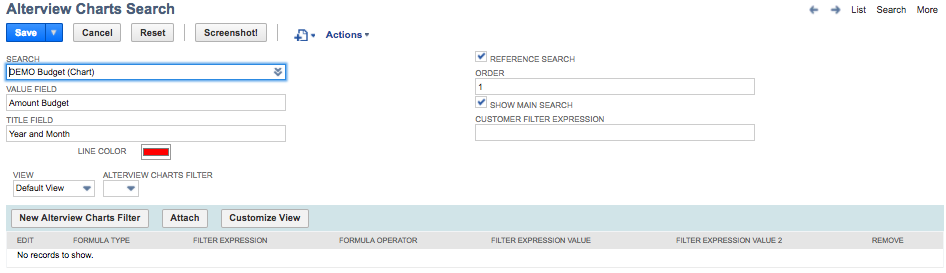 Alterview Charts Search
List Search More
Save Cancel Reset Screenshot! Actions
SEARCH
DEMO Budget (Chart)
VALUE FIELD
Amount Budget
TITLE FIELD
Year and Month
LINE COLOR
REFERENCE SEARCH
ORDER
1
SHOW MAIN SEARCH
CUSTOMER FILTER EXPRESSION
VIEW ALTERVIEW CHARTS FILTER
Default View
New Alterview Charts Filter Attach Customize View
EDIT FORMULA TYPE FILTER EXPRESSION FORMULA OPERATOR FILTER EXPRESSION VALUE FILTER EXPRESSION VALUE 2 REMOVE
No records to show.